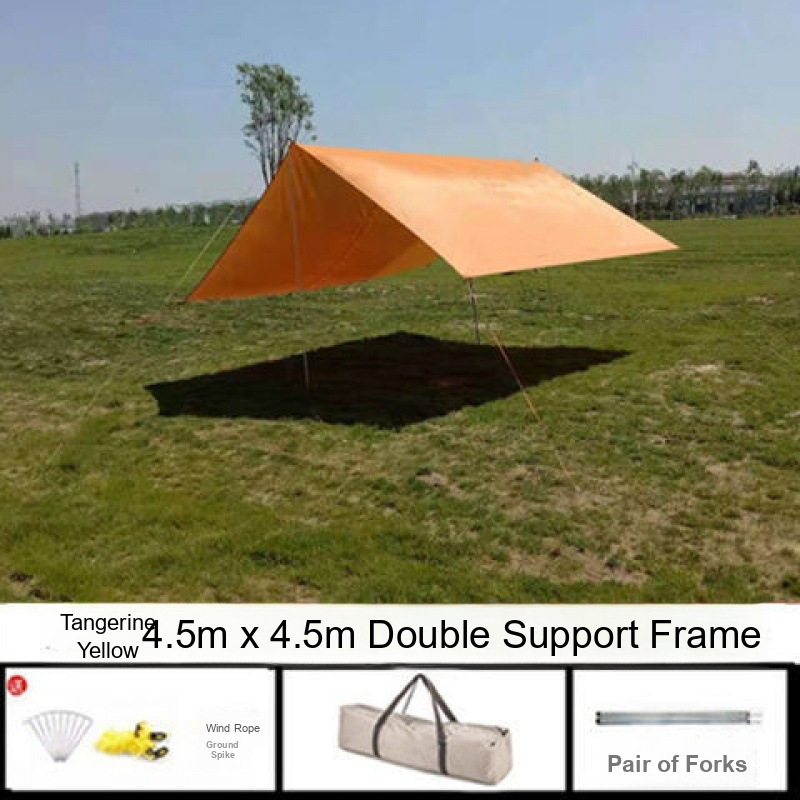 Tangerine
Yellow
4.5m x 4.5m Double Support Frame
Wind Rope
Ground
Spike
Pair of Forks